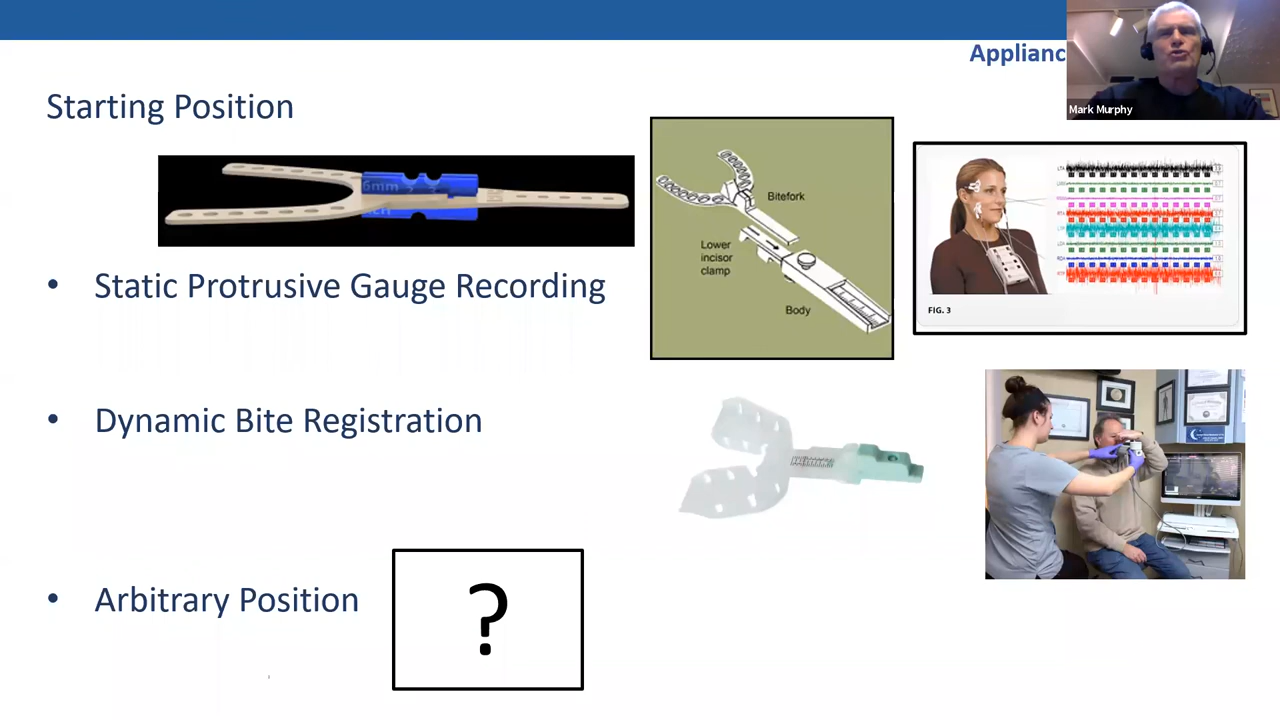 Applianc
Mark Murphy
Starting Position
6mm
Bitefork
Lower
incisor
clamp
Body
FIG. 3
• Static Protrusive Gauge Recording
• Dynamic Bite Registration
• Arbitrary Position
?